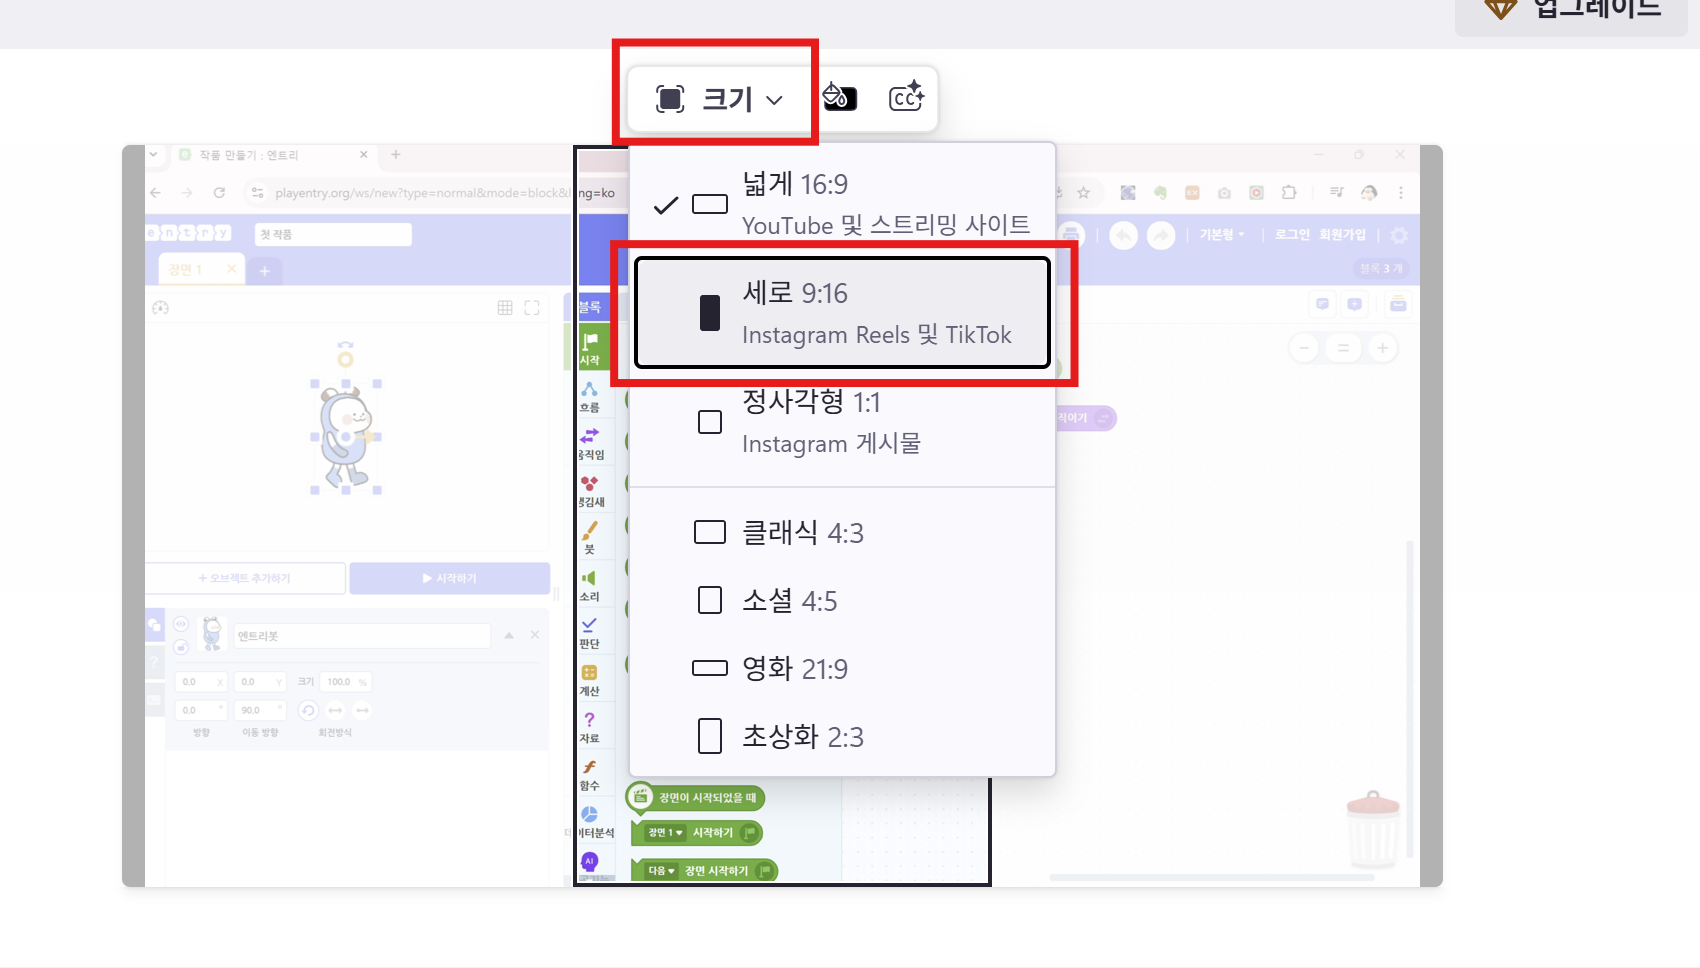 업그레이드
크기
CC
작품 만들기 : 엔트리
playentry.org/ws/new?type=normal&mode=block&
ng=ko
넓게 16:9
YouTube 및 스트리밍 사이트
세로 9:16
Instagram Reels 및 TikTok
정사각형 1:1
Instagram 게시물
클래식 4:3
소셜 4:5
영화 21:9
초상화 2:3
entry
첫 작품
기본형
로그인
회원가입
장면 1
블록 3 개
블록
시작
흐름
움직임
생김새
붓
소리
판단
계산
자료
함수
데이터분석
AI
+ 오브젝트 추가하기
시작하기
엔트리봇
0.0 X
0.0 Y
크기
100.0 %
0.0 °
90.0 °
방향
이동 방향
회전방식
직이기
장면이 시작되었을 때
장면 1 시작하기
다음 장면 시작하기